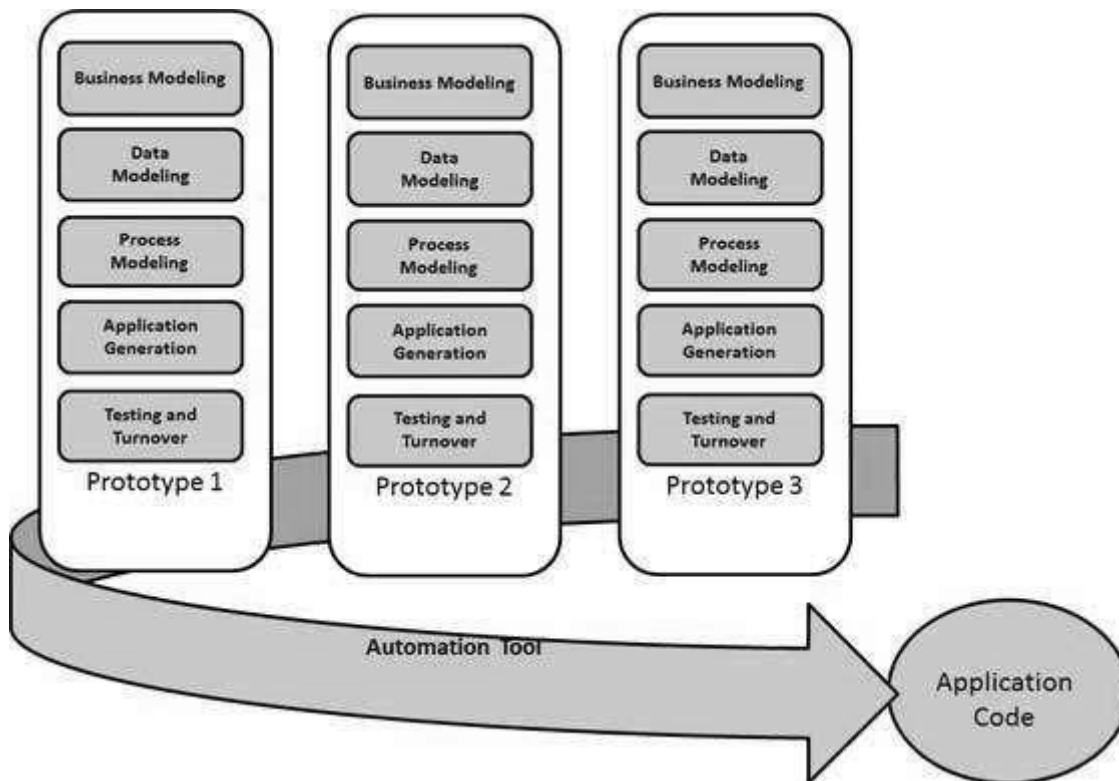 Business Modeling
Data
Modeling
Process
Modeling
Application
Generation
Testing and
Turnover
Prototype 1
Business Modeling
Data
Modeling
Process
Modeling
Application
Generation
Testing and
Turnover
Prototype 2
Business Modeling
Data
Modeling
Process
Modeling
Application
Generation
Testing and
Turnover
Prototype 3
Automation Tool
Application
Code